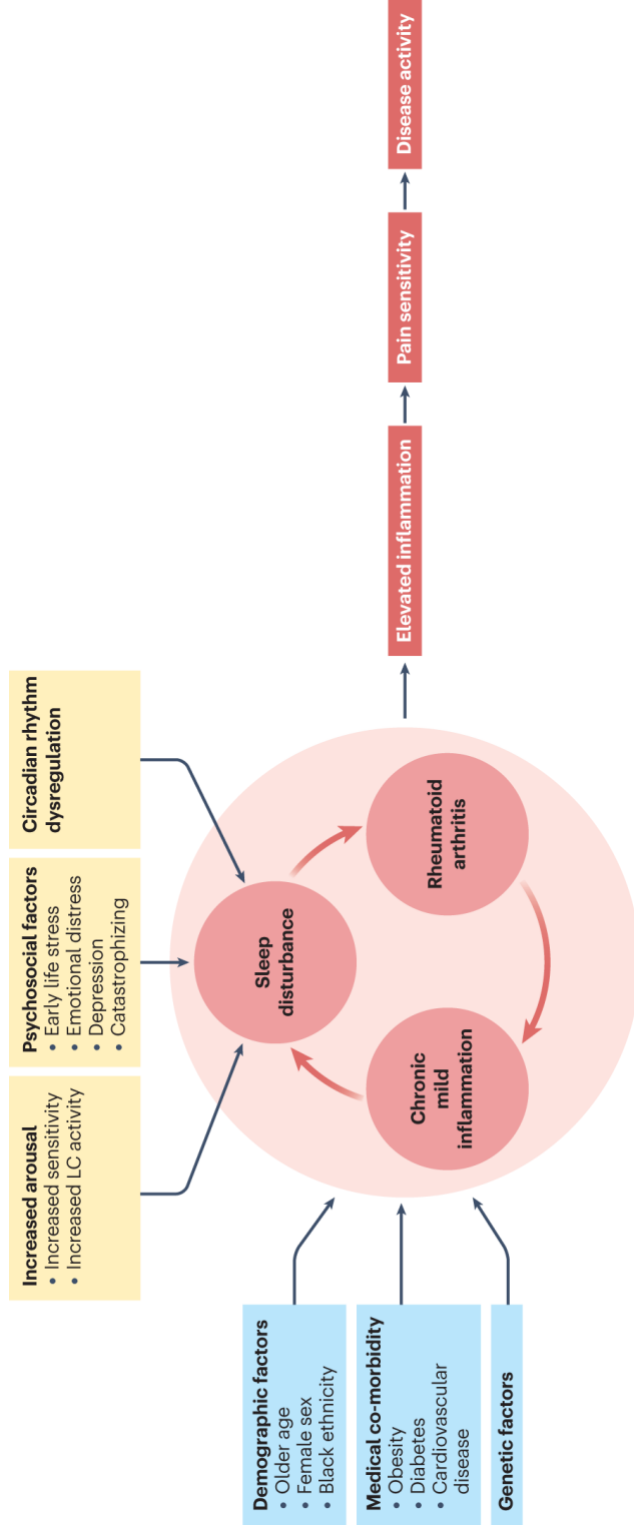 Increased arousal
• Increased sensitivity
• Increased LC activity
Psychosocial factors
• Early life stress
• Emotional distress
• Depression
• Catastrophizing
Circadian rhythm
dysregulation
Demographic factors
• Older age
• Female sex
• Black ethnicity
Medical co-morbidity
• Obesity
• Diabetes
• Cardiovascular
disease
Genetic factors
Sleep
disturbance
Chronic
mild
inflammation
Rheumatoid
arthritis
Elevated inflammation
Pain sensitivity
Disease activity